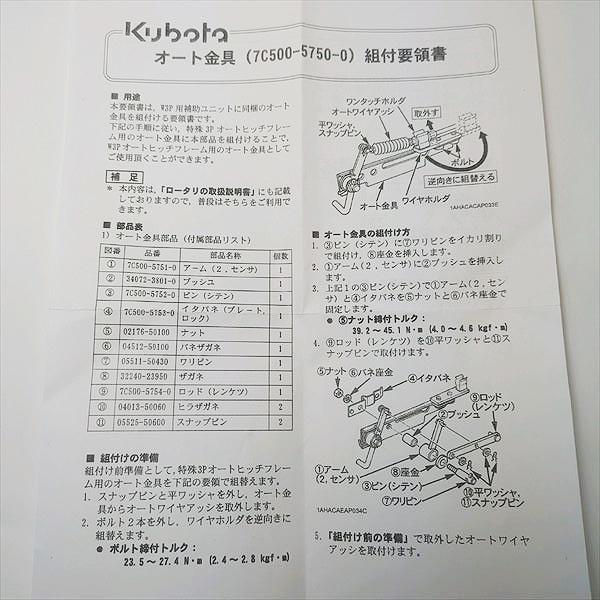 Kubota
オート金具 (7C500-5750-0) 組付要領書
■ 用途
本要領書は、W3P用補助ユニットに同梱のオート
金具を組付ける要領書です。
下記の手順に従い，特殊3Pオートヒッチフレー
ム用のオート金具に本部品を組付けることで，
W3Pオートヒッチフレーム用のオート金具として
ご使用頂くことができます。
補 足
* 本内容は，「ロータリの取扱説明書」にも記載
しておりますので，普段はそちらをご利用で
きます。
■ 部品表
1) オート金具部品 (付属部品リスト)
図番 部品番号 部品名称 個数
① 7C500-5751-0 アーム (2，センサ) 1
② 34072-3801-0 ブッシュ 1
③ 7C500-5752-0 ピン (シテン) 1
④ 7C500-5753-0 イタバネ (プレート，ロック) 1
⑤ 02176-50100 ナット 1
⑥ 04512-50100 バネザガネ 1
⑦ 05511-50430 ワリピン 1
⑧ 32240-23950 ザガネ 1
⑨ 7C500-5754-0 ロッド (レンケツ) 1
⑩ 04013-50060 ヒラザガネ 2
⑪ 05525-50600 スナップピン 2
■ 組付けの準備
組付け前準備として，特殊3Pオートヒッチフレー
ム用のオート金具を下記の要領で組替えます。
1. スナップピンと平ワッシャを外し，オート金
具からオートワイヤアッシを取外します。
2. ボルト２本を外し，ワイヤホルダを逆向きに
組替えます。
● ボルト締付トルク：
23.5 ～ 27.4 N・m (2.4 ～ 2.8 kgf・m)
ワンタッチホルダ
オートワイヤアッシ
取外す
平ワッシャ，
スナップピン
ボルト
逆向きに組替える
オート金具
ワイヤホルダ
1AHACACAP033E
■ オート金具の組付け方
1. ③ピン (シテン) に⑦ワリピンをイカリ割り
で組付け，⑧座金を挿入します。
2. ①アーム (2，センサ) に②ブッシュを挿入し
ます。
3. 上記１の③ピン(シテン)で①アーム(2，セン
サ) と④イタバネを⑤ナットと⑥バネ座金で
固定します。
● ⑤ナット締付トルク：
39.2 ～ 45.1 N・m (4.0 ～ 4.6 kgf・m)
4. ⑨ロッド (レンケツ) を⑩平ワッシャと⑪ス
ナップピンで取付けます。
⑤ナット
⑥バネ座金
④イタバネ
⑨ロッド
(レンケツ)
②ブッシュ
①アーム
(2，センサ)
⑧座金
③ピン(シテン)
⑦ワリピン
⑩平ワッシャ，
⑪スナップピン
1AHACAEAP034C
5. 「組付け前の準備」で取外したオートワイヤ
アッシを取付けます。